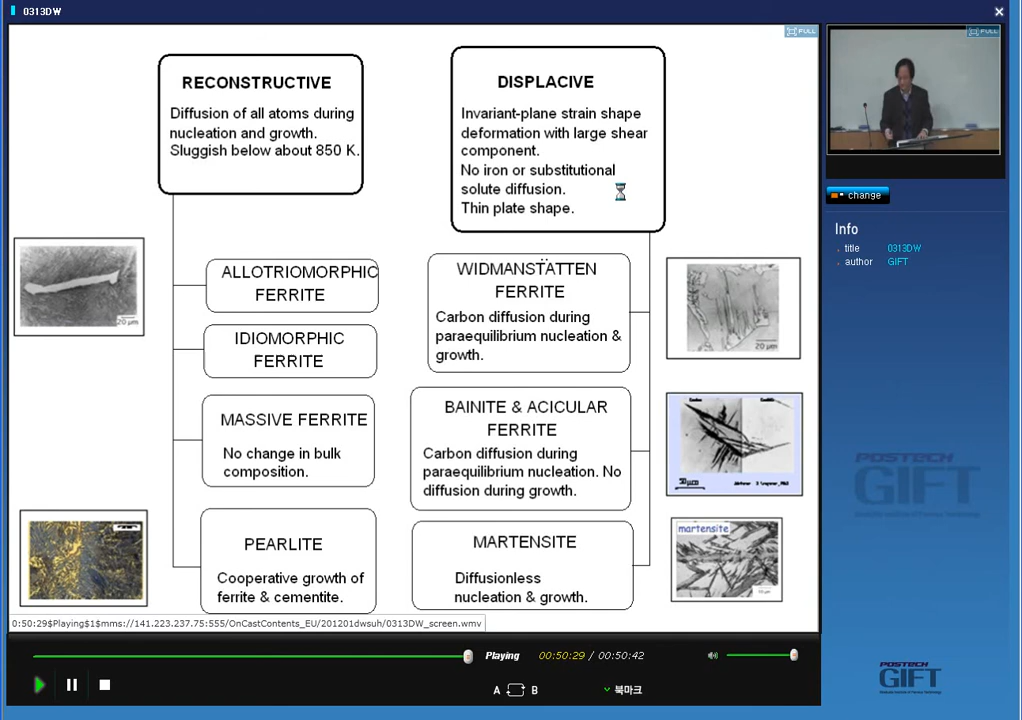 0313DW
FULL
FULL
RECONSTRUCTIVE
Diffusion of all atoms during
nucleation and growth.
Sluggish below about 850 K.
DISPLACIVE
Invariant-plane strain shape
deformation with large shear
component.
No iron or substitutional
solute diffusion.
Thin plate shape.
ALLOTRIOMORPHIC
FERRITE
20 µm
IDIOMORPHIC
FERRITE
MASSIVE FERRITE
No change in bulk
composition.
PEARLITE
Cooperative growth of
ferrite & cementite.
WIDMANSTÄTTEN
FERRITE
Carbon diffusion during
paraequilibrium nucleation &
growth.
20 µm
BAINITE & ACICULAR
FERRITE
Carbon diffusion during
paraequilibrium nucleation. No
diffusion during growth.
50µm
MARTENSITE
Diffusionless
nucleation & growth.
martensite
change
Info
title 0313DW
author GIFT
POSTECH
GIFT
0:50:29$Playing$1$mms://141.223.237.75:555/OnCastContents_EU/201201dwsuh/0313DW_screen.wmv
Playing 00:50:29 / 00:50:42
A B
북마크
POSTECH
GIFT